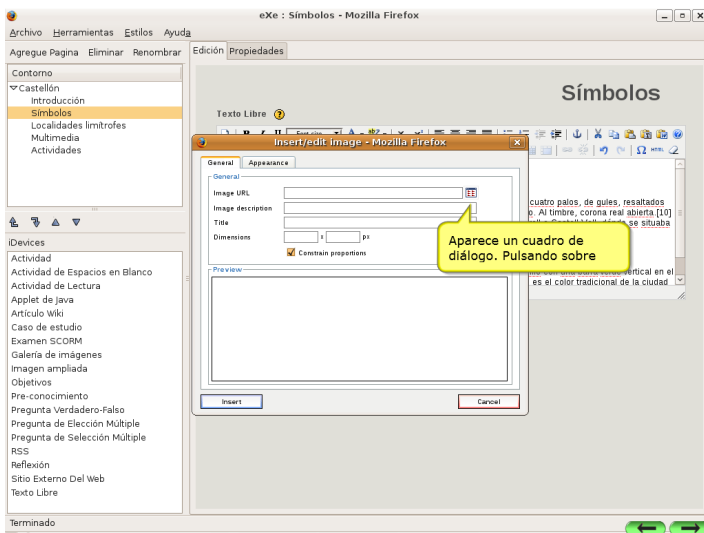 eXe : Símbolos - Mozilla Firefox
Archivo Herramientas Estilos Ayuda
Agregue Pagina Eliminar Renombrar
Edición Propiedades
Contorno
Castellón
Introducción
Símbolos
Localidades limítrofes
Multimedia
Actividades
iDevices
Actividad
Actividad de Espacios en Blanco
Actividad de Lectura
Applet de Java
Artículo Wiki
Caso de estudio
Examen SCORM
Galería de imágenes
Imagen ampliada
Objetivos
Pre-conocimiento
Pregunta Verdadero-Falso
Pregunta de Elección Múltiple
Pregunta de Selección Múltiple
RSS
Reflexión
Sitio Externo Del Web
Texto Libre
Símbolos
Texto Libre
Insert/edit image - Mozilla Firefox
General Appearance
General
Image URL
Image description
Title
Dimensions x px
Constrain proportions
Preview
Insert Cancel
Aparece un cuadro de
diálogo. Pulsando sobre
cuatro palos, de gules, resaltados
Al timbre, corona real abierta.[10]
se situaba
vertical en el
es el color tradicional de la ciudad
HTML
Terminado